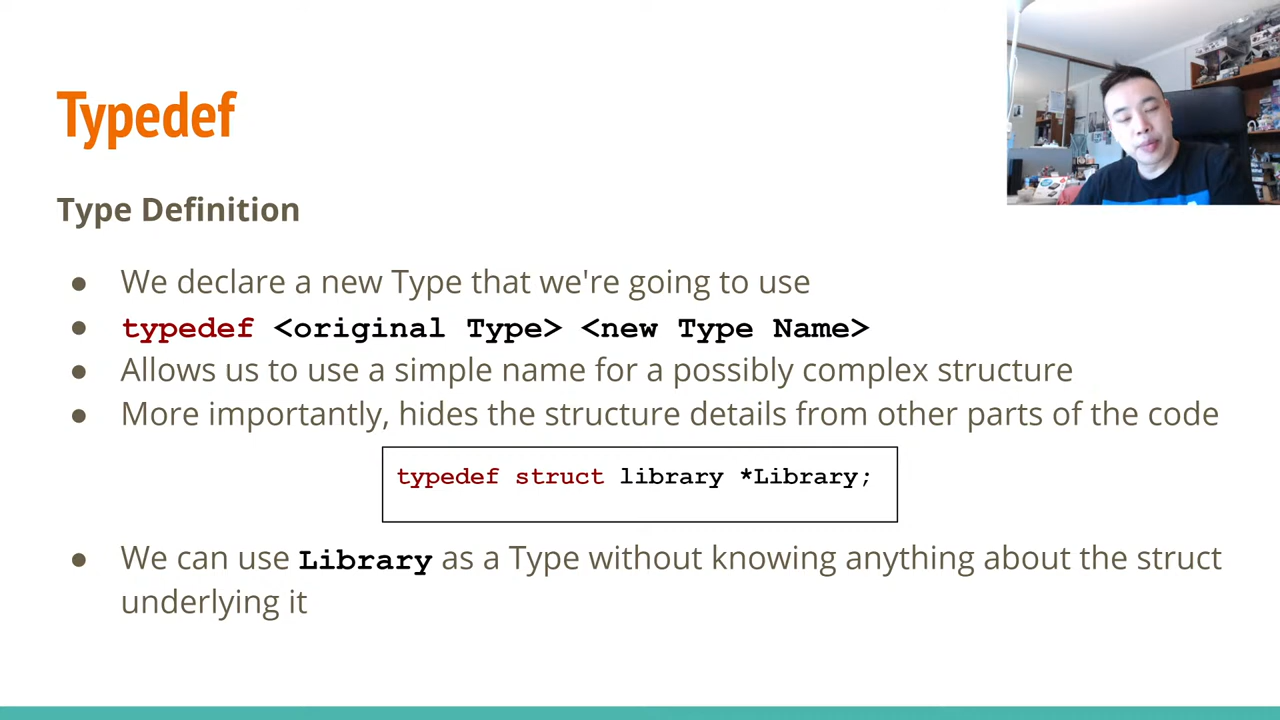 Typedef
Type Definition
● We declare a new Type that we're going to use
● typedef <original Type> <new Type Name>
● Allows us to use a simple name for a possibly complex structure
● More importantly, hides the structure details from other parts of the code
typedef struct library *Library;
● We can use Library as a Type without knowing anything about the struct
underlying it